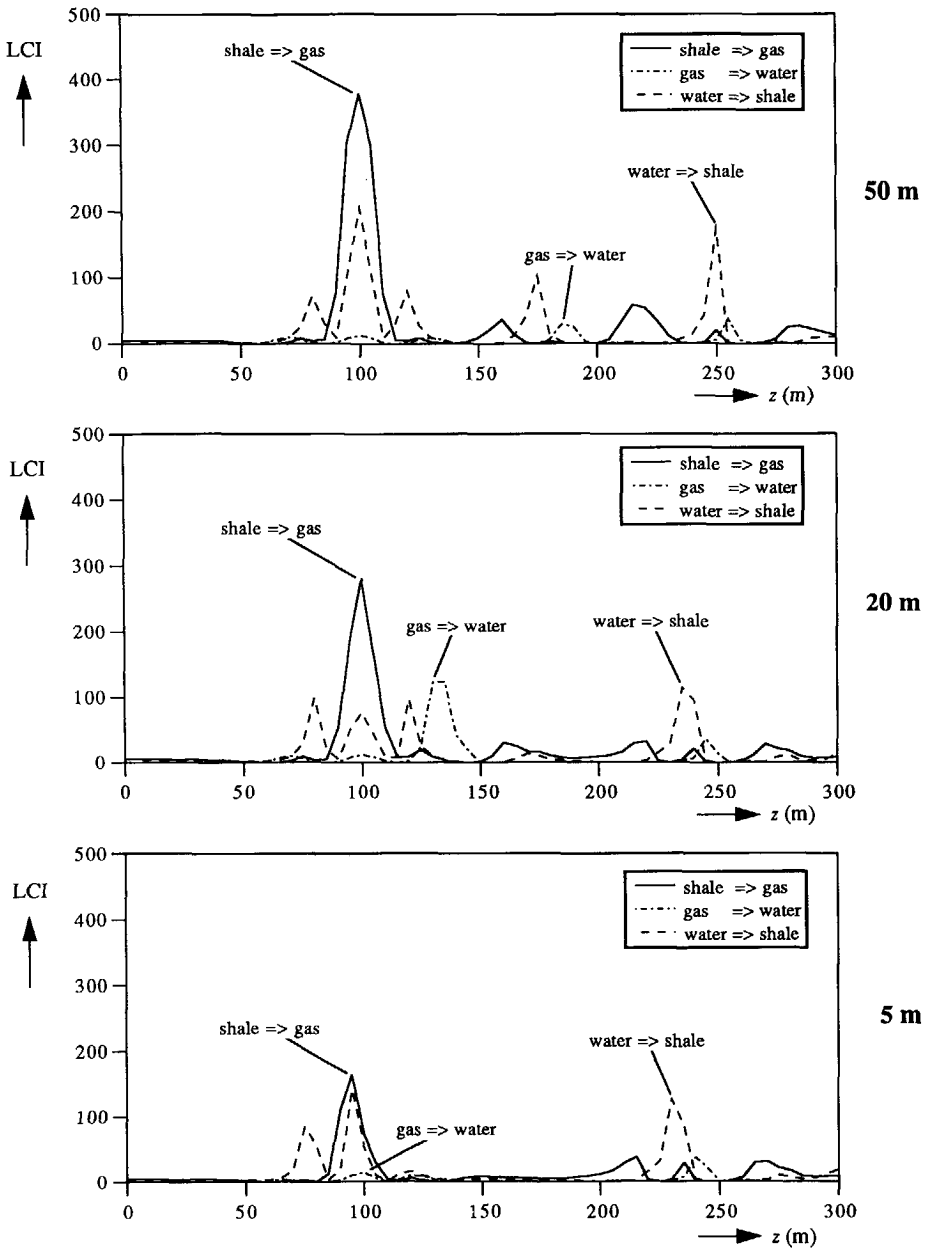 500
LCI
400
300
200
100
0
shale => gas
gas => water
water => shale
shale => gas
gas => water
water => shale
50 m
0 50 100 150 200 250 300
z (m)
500
LCI
400
300
200
100
0
shale => gas
gas => water
water => shale
shale => gas
gas => water
water => shale
20 m
0 50 100 150 200 250 300
z (m)
500
LCI
400
300
200
100
0
shale => gas
gas => water
water => shale
shale => gas
gas => water
water => shale
5 m
0 50 100 150 200 250 300
z (m)